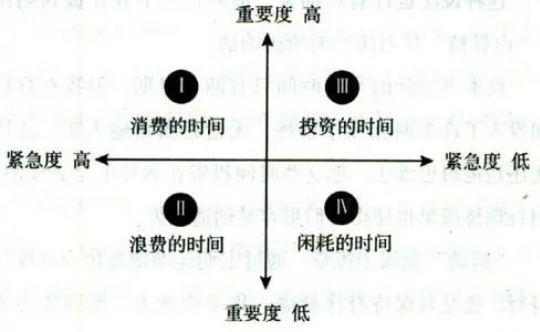 重要度 高
Ⅰ Ⅲ
消费的时间 投资的时间
紧急度 高 紧急度 低
Ⅱ Ⅳ
浪费的时间 闲耗的时间
重要度 低